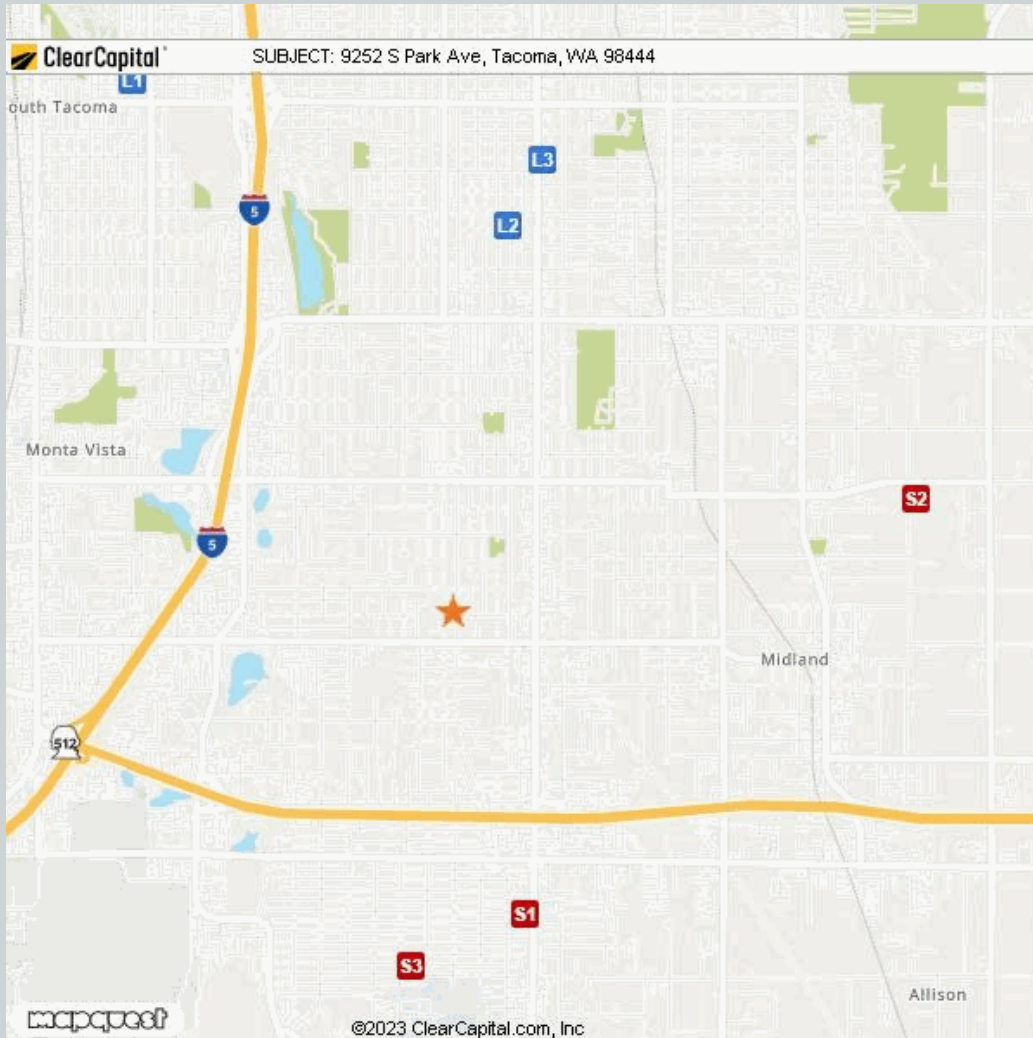 ClearCapital
SUBJECT: 9252 S Park Ave, Tacoma, WA 98444
L1
outh Tacoma
L3
5
L2
Monta Vista
S2
5
Midland
512
S1
S3
Allison
mapquest
©2023 ClearCapital.com, Inc